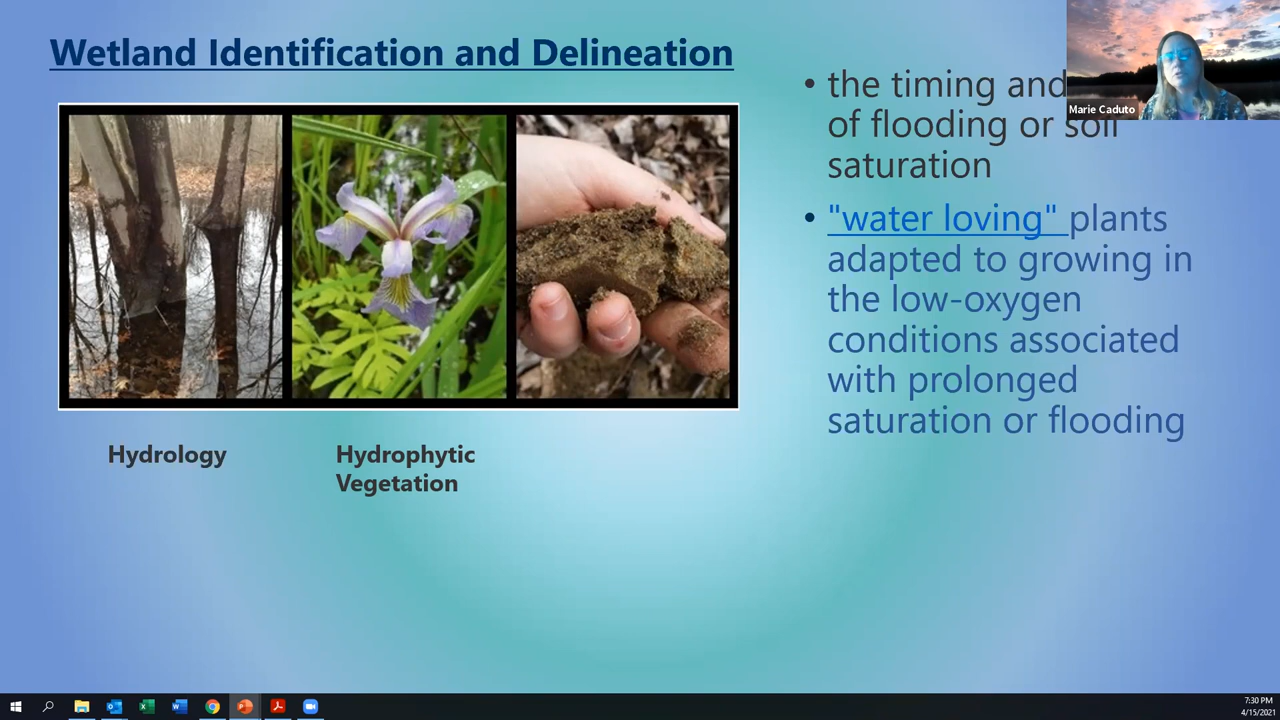 Wetland Identification and Delineation
• the timing and
of flooding or soil
saturation
• "water loving" plants
adapted to growing in
the low-oxygen
conditions associated
with prolonged
saturation or flooding
Hydrology
Hydrophytic
Vegetation
Marie Caduto
7:30 PM
4/15/2021